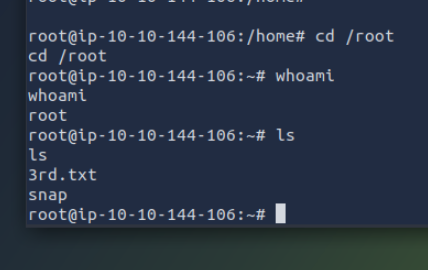 root@ip-10-10-144-106:/home# cd /root
cd /root
root@ip-10-10-144-106:~# whoami
whoami
root
root@ip-10-10-144-106:~# ls
ls
3rd.txt
snap
root@ip-10-10-144-106:~#